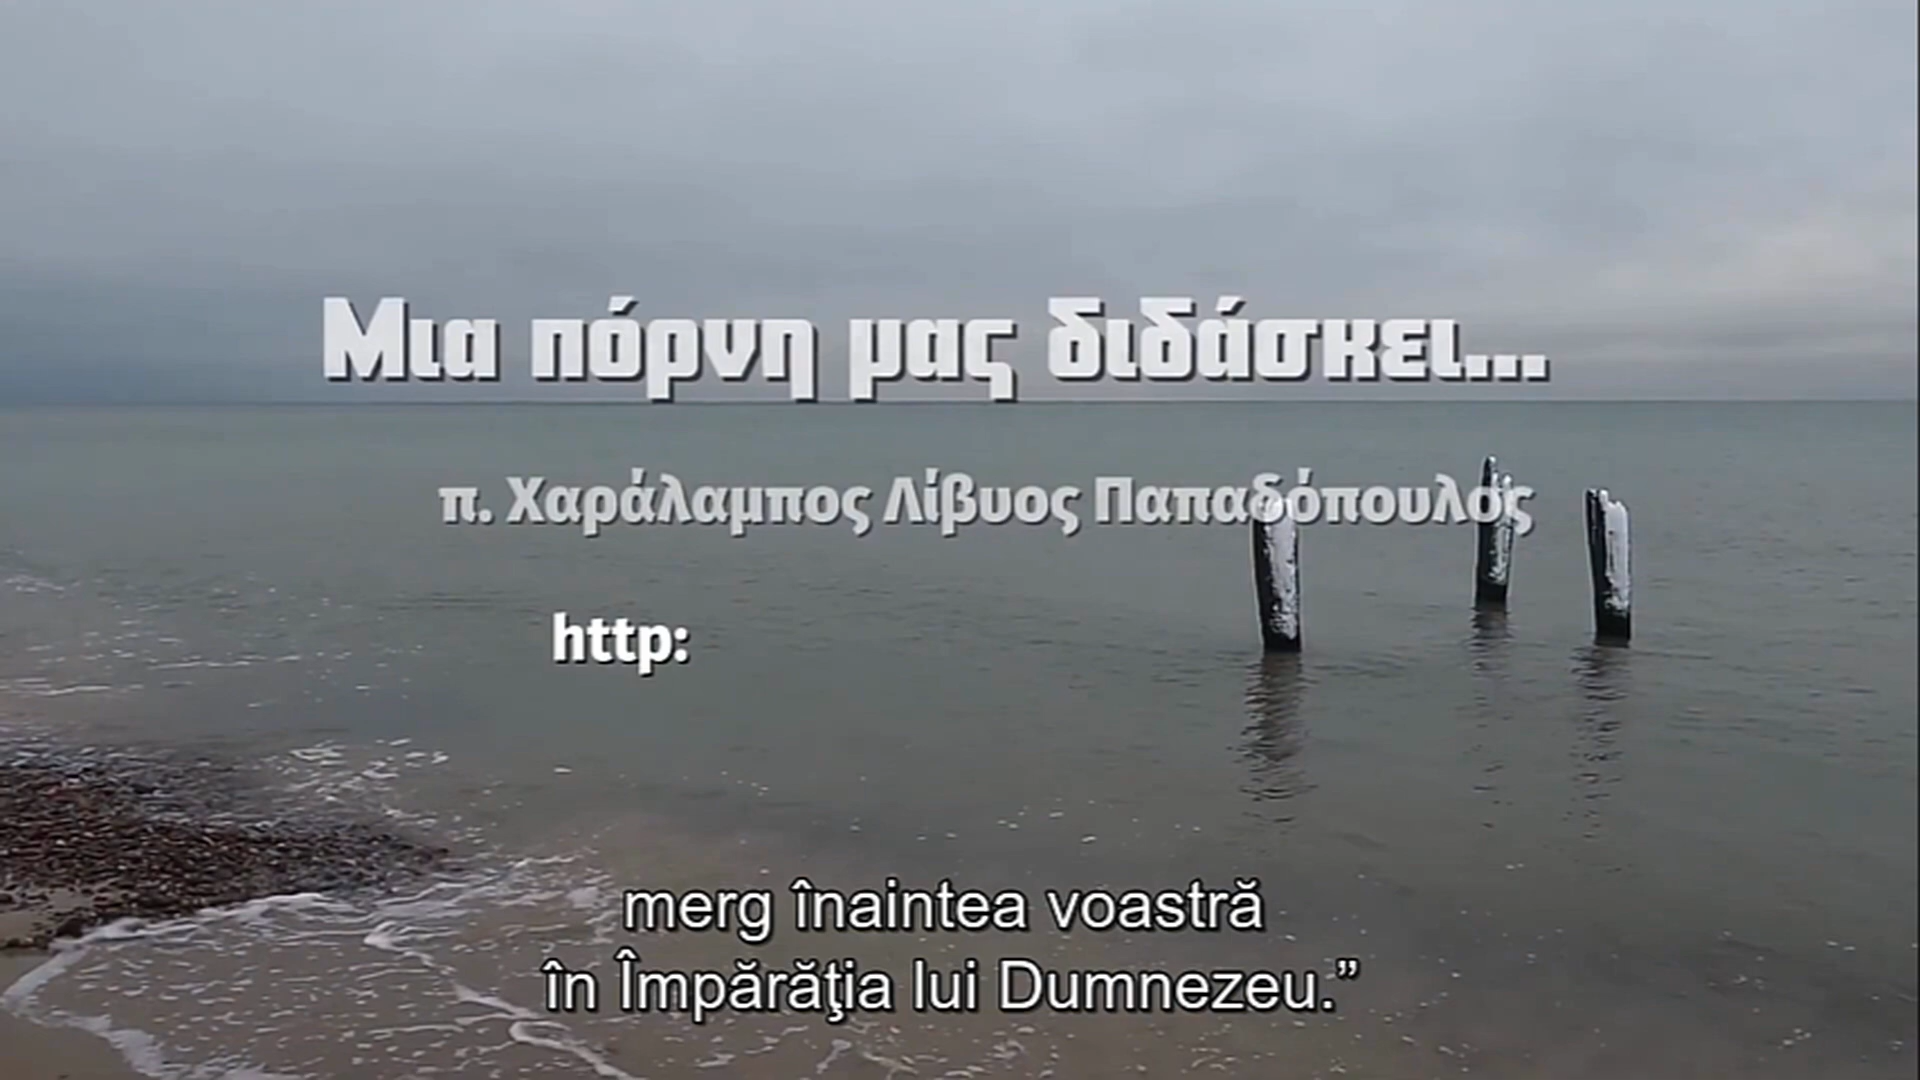 Μια πόρνη μας διδάσκει...
π. Χαράλαμπος Λίβυος Παπαδόπουλος
http:
merg înaintea voastră
în Împărăţia lui Dumnezeu.”